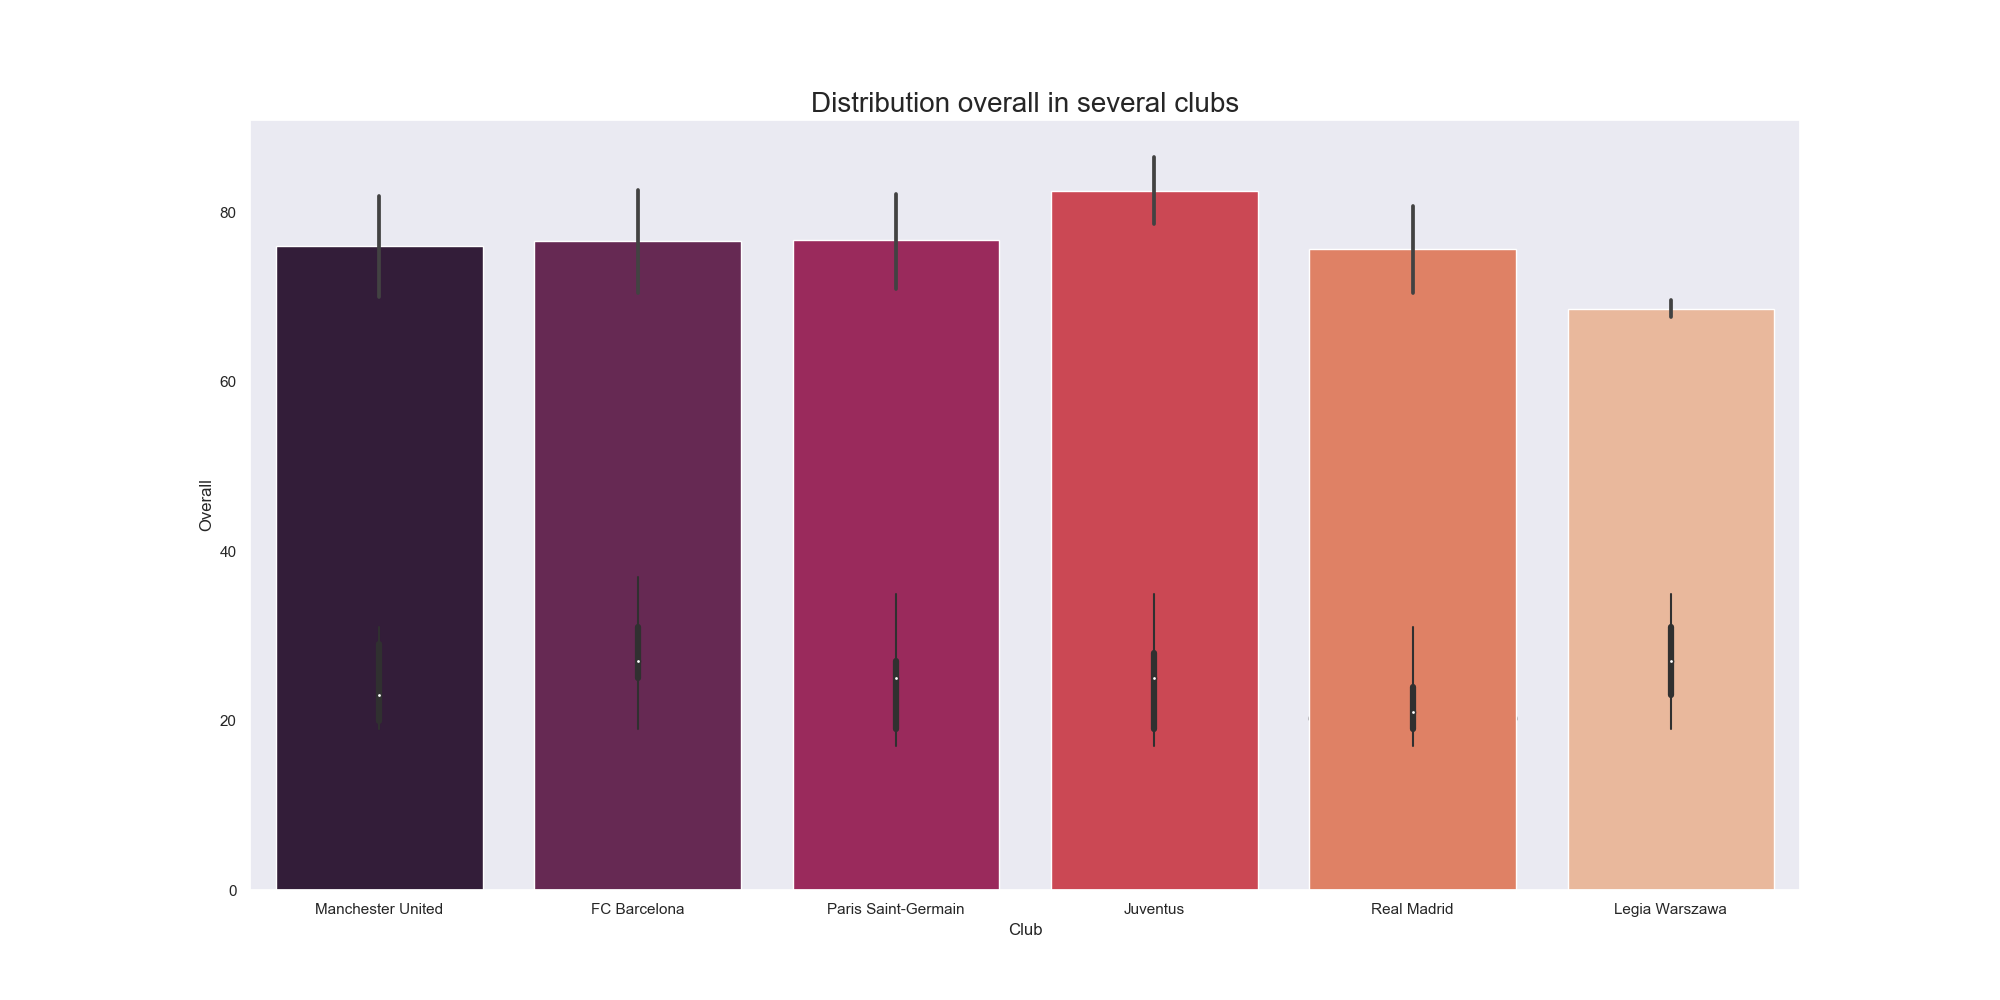 Distribution overall in several clubs
Overall
80
60
40
20
0
Manchester United
FC Barcelona
Paris Saint-Germain
Juventus
Real Madrid
Legia Warszawa
Club